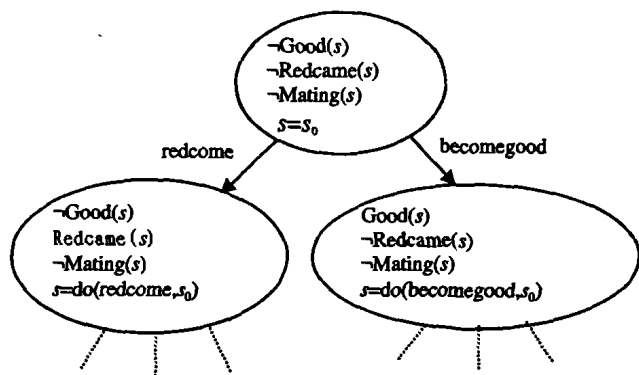 ¬Good(s)
¬Redcame(s)
¬Mating(s)
s=s₀
redcome
becomegood
¬Good(s)
Redcame(s)
¬Mating(s)
s=do(redcome,s₀)
Good(s)
¬Redcame(s)
¬Mating(s)
s=do(becomegood,s₀)